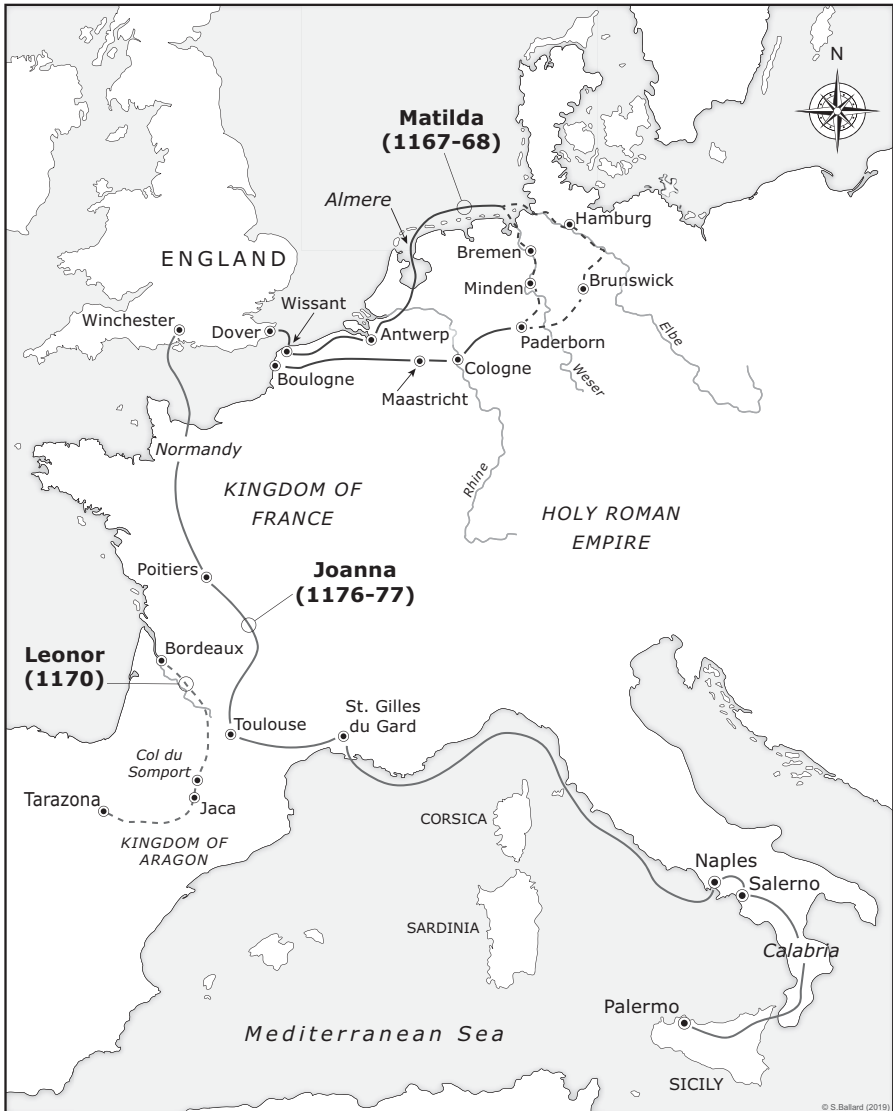 N
Matilda
(1167-68)
Almere
Hamburg
ENGLAND
Bremen
Minden
Brunswick
Wissant
Winchester
Dover
Antwerp
Paderborn
Elbe
Boulogne
Cologne
Weser
Maastricht
Normandy
Rhine
KINGDOM OF
FRANCE
HOLY ROMAN
EMPIRE
Poitiers
Joanna
(1176-77)
Bordeaux
Leonor
(1170)
St. Gilles
du Gard
Toulouse
Col du
Somport
Tarazona
Jaca
KINGDOM OF
ARAGON
CORSICA
Naples
Salerno
SARDINIA
Calabria
Palermo
Mediterranean Sea
SICILY
© S.Ballard (2019)